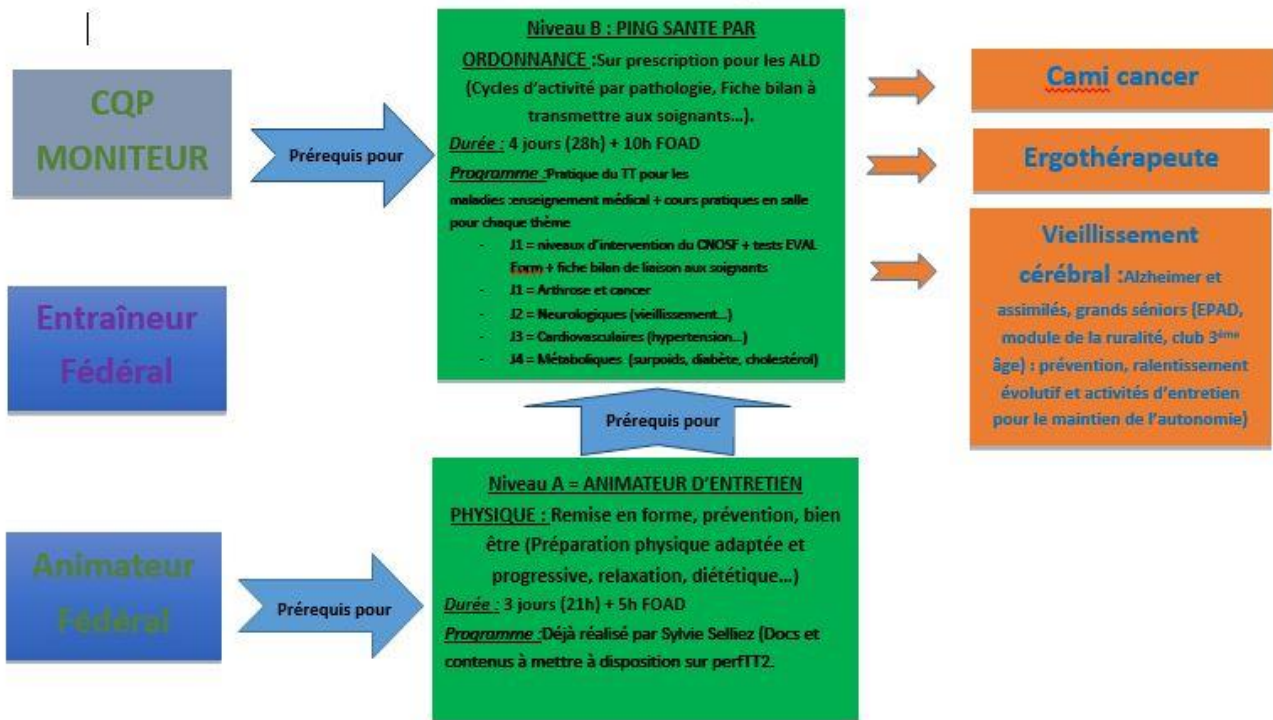 CQP
MONITEUR
Prérequis pour
Niveau B : PING SANTE PAR
ORDONNANCE :Sur prescription pour les ALD
(Cycles d'activité par pathologie, Fiche bilan à
transmettre aux soignants…).
Durée : 4 jours (28h) + 10h FOAD
Programme :Pratique du TT pour les
maladies :enseignement médical + cours pratiques en salle
pour chaque thème
- J1 = niveaux d'intervention du CNOSF + tests EVAL
Form + fiche bilan de liaison aux soignants
- J1 = Arthrose et cancer
- J2 = Neurologiques (vieillissement…)
- J3 = Cardiovasculaires (hypertension…)
- J4 = Métaboliques (surpoids, diabète, cholestérol)
Cami cancer
Ergothérapeute
Vieillissement
cérébral :Alzheimer et
assimilés, grands séniors (EPAD,
module de la ruralité, club 3ème
âge) : prévention, ralentissement
évolutif et activités d'entretien
pour le maintien de l'autonomie)
Entraîneur
Fédéral
Prérequis pour
Animateur
Fédéral
Prérequis pour
Niveau A = ANIMATEUR D'ENTRETIEN
PHYSIQUE : Remise en forme, prévention, bien
être (Préparation physique adaptée et
progressive, relaxation, diététique…)
Durée : 3 jours (21h) + 5h FOAD
Programme :Déjà réalisé par Sylvie Selliez (Docs et
contenus à mettre à disposition sur perfTT2.